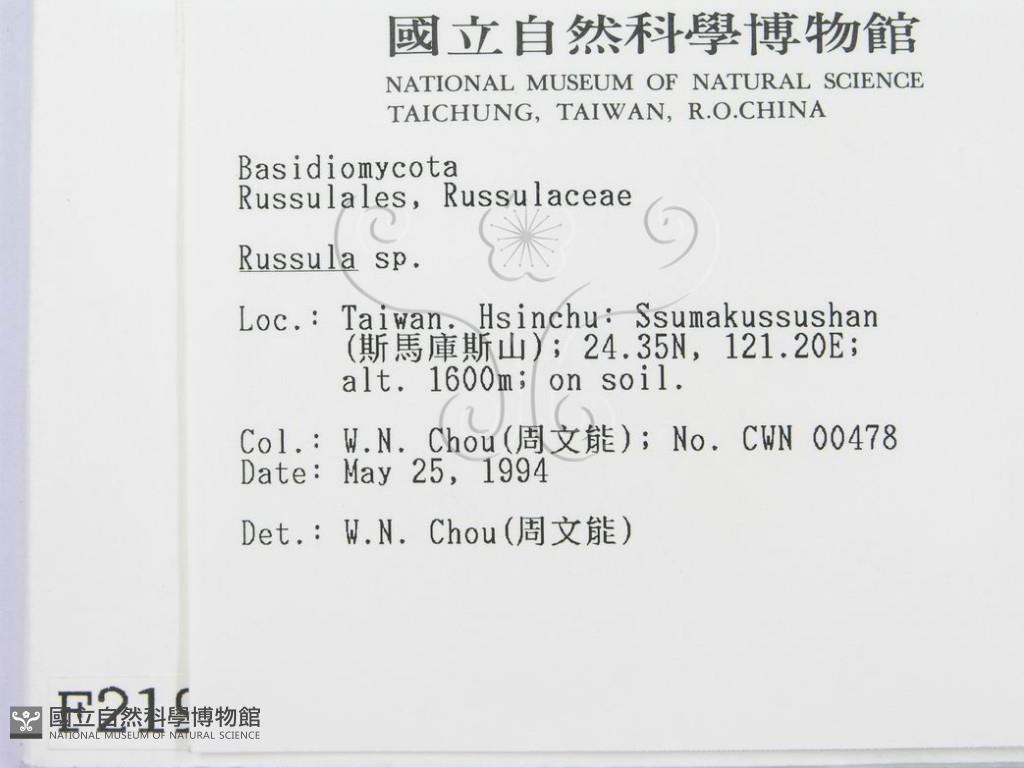 國立自然科學博物館
NATIONAL MUSEUM OF NATURAL SCIENCE
TAICHUNG, TAIWAN, R.O.CHINA
Basidiomycota
Russulales, Russulaceae
Russula sp.
Loc.: Taiwan. Hsinchu: Ssumakussushan
(斯馬庫斯山); 24.35N, 121.20E;
alt. 1600m; on soil.
Col.: W.N. Chou(周文能); No. CWN 00478
Date: May 25, 1994
Det.: W.N. Chou(周文能)
F219
國立自然科學博物館
NATIONAL MUSEUM OF NATURAL SCIENCE